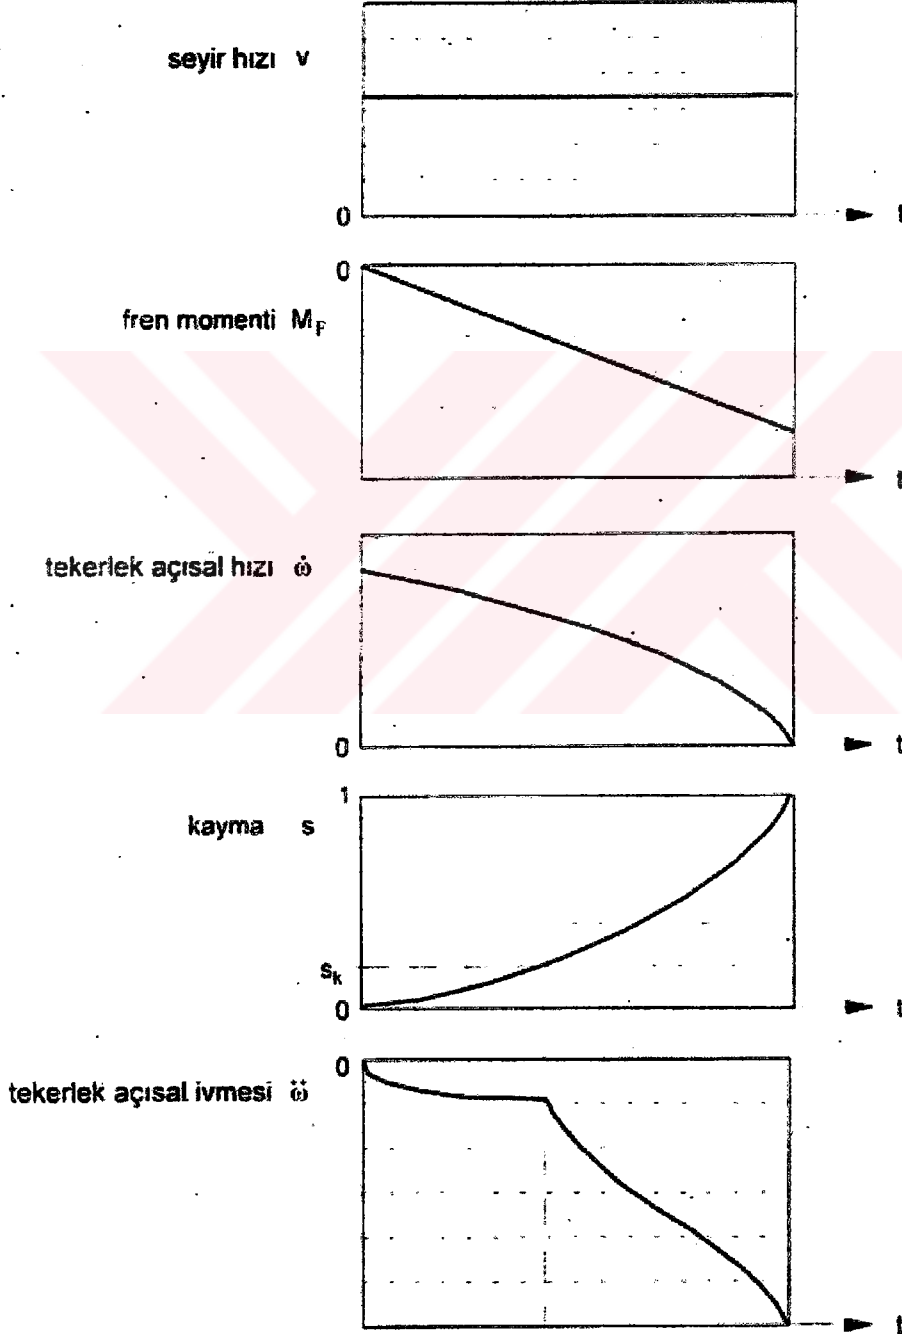 seyir hızı v
0
t
0
fren momenti M_F
t
tekerlek açısal hızı ω̇
0
t
1
kayma s
s_k
0
t
0
tekerlek açısal ivmesi ω̈
t